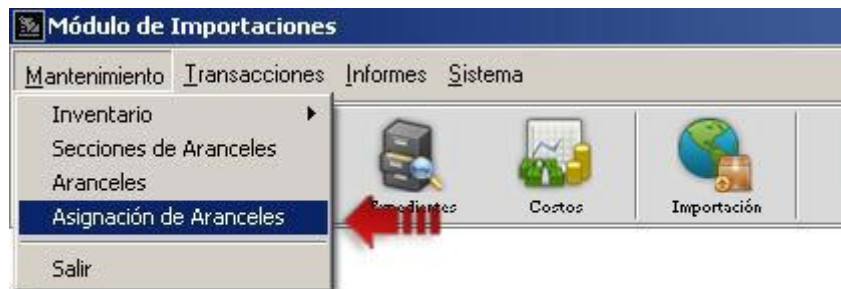 Módulo de Importaciones
Mantenimiento Transacciones Informes Sistema
Inventario
Secciones de Aranceles
Aranceles
Asignación de Aranceles
Salir
Costos
Importación